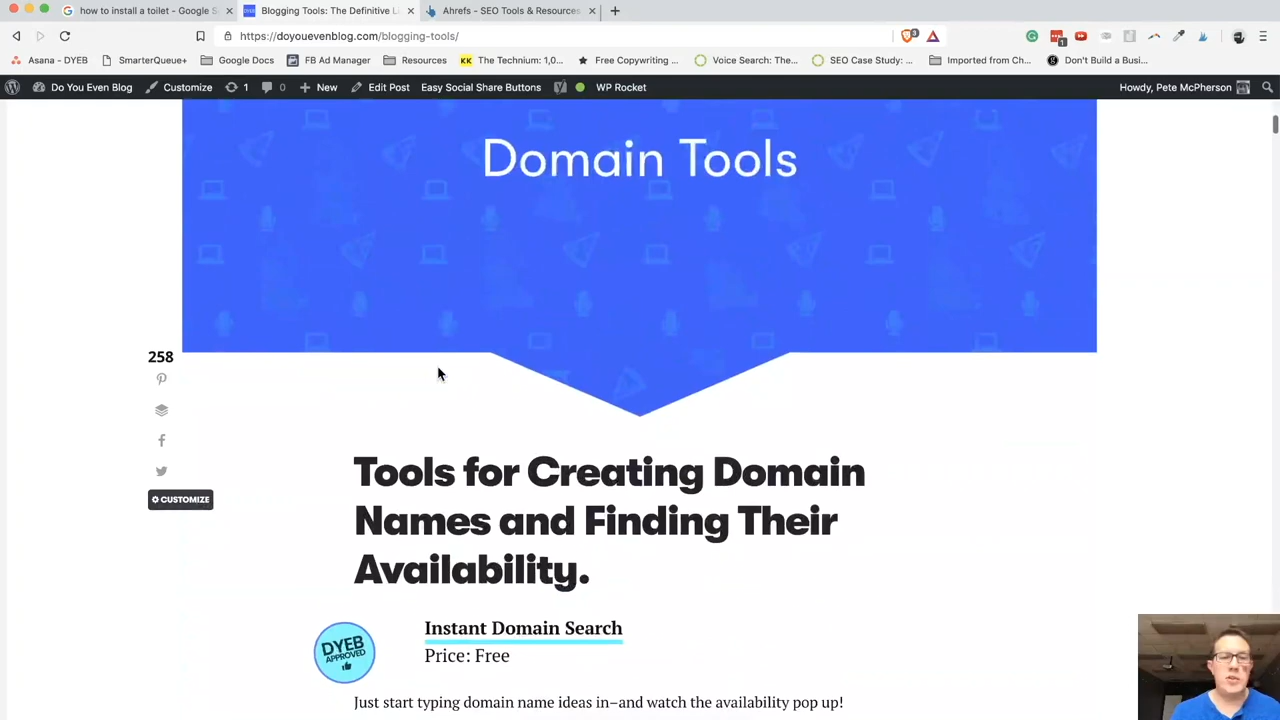 how to install a toilet - Google S
Blogging Tools: The Definitive Li
Ahrefs - SEO Tools & Resources
https://doyouevenblog.com/blogging-tools/
3
1
Asana - DYEB
SmarterQueue+
Google Docs
FB Ad Manager
Resources
KK The Technium: 1,0...
Free Copywriting ...
Voice Search: The...
SEO Case Study: ...
Imported from Ch...
Don't Build a Busi...
Do You Even Blog
Customize
1
0
New
Edit Post
Easy Social Share Buttons
WP Rocket
Howdy, Pete McPherson
Domain Tools
258
CUSTOMIZE
Tools for Creating Domain
Names and Finding Their
Availability.
DYEB
APPROVED
Instant Domain Search
Price: Free
Just start typing domain name ideas in–and watch the availability pop up!